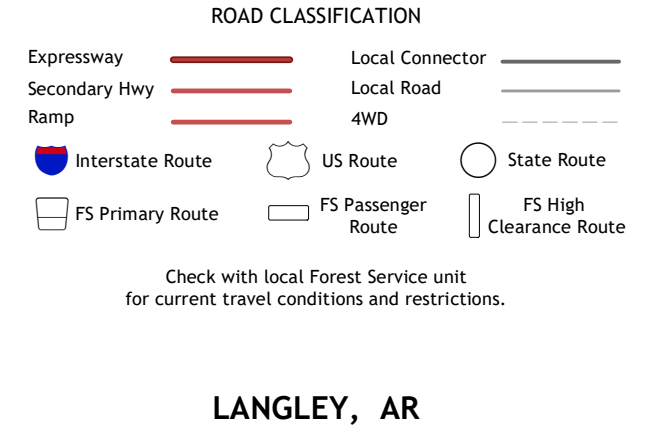 ROAD CLASSIFICATION
Expressway
Local Connector
Secondary Hwy
Local Road
Ramp
4WD
Interstate Route
US Route
State Route
FS Primary Route
FS Passenger
Route
FS High
Clearance Route
Check with local Forest Service unit
for current travel conditions and restrictions.
LANGLEY, AR